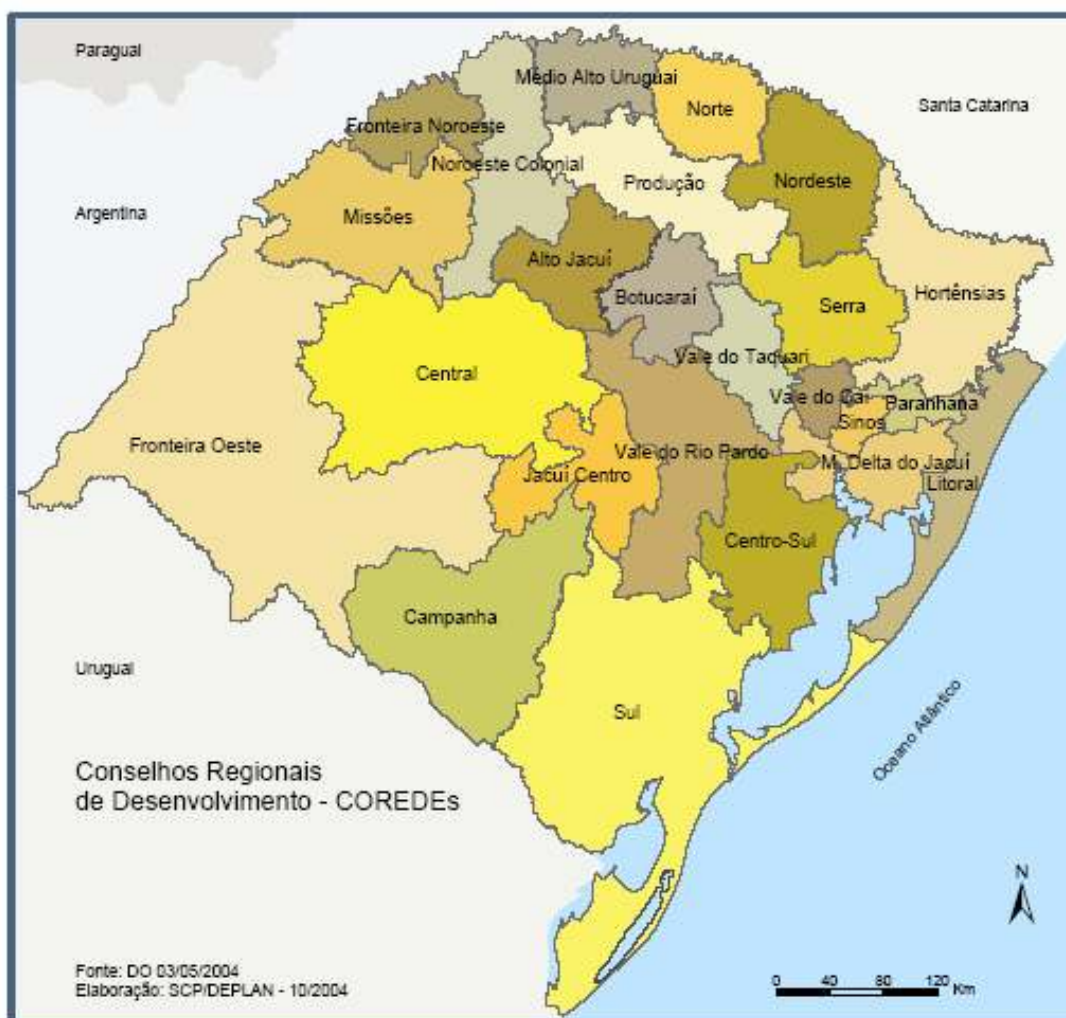 Paraguai
Médio Alto Uruguai
Norte
Santa Catarina
Fronteira Noroeste
Noroeste Colonial
Produção
Nordeste
Argentina
Missões
Alto Jacuí
Botucaraí
Hortênsias
Serra
Vale do Taquari
Central
Vale do Caí
Paranhana
Sinos
Fronteira Oeste
Vale do Rio Pardo
M. Delta do Jacuí
Jacuí Centro
Litoral
Centro-Sul
Campanha
Uruguai
Sul
Oceano Atlântico
Conselhos Regionais
de Desenvolvimento - COREDEs
N
Fonte: DO 03/05/2004
Elaboração: SCP/DEPLAN - 10/2004
0 40 80 120
Km